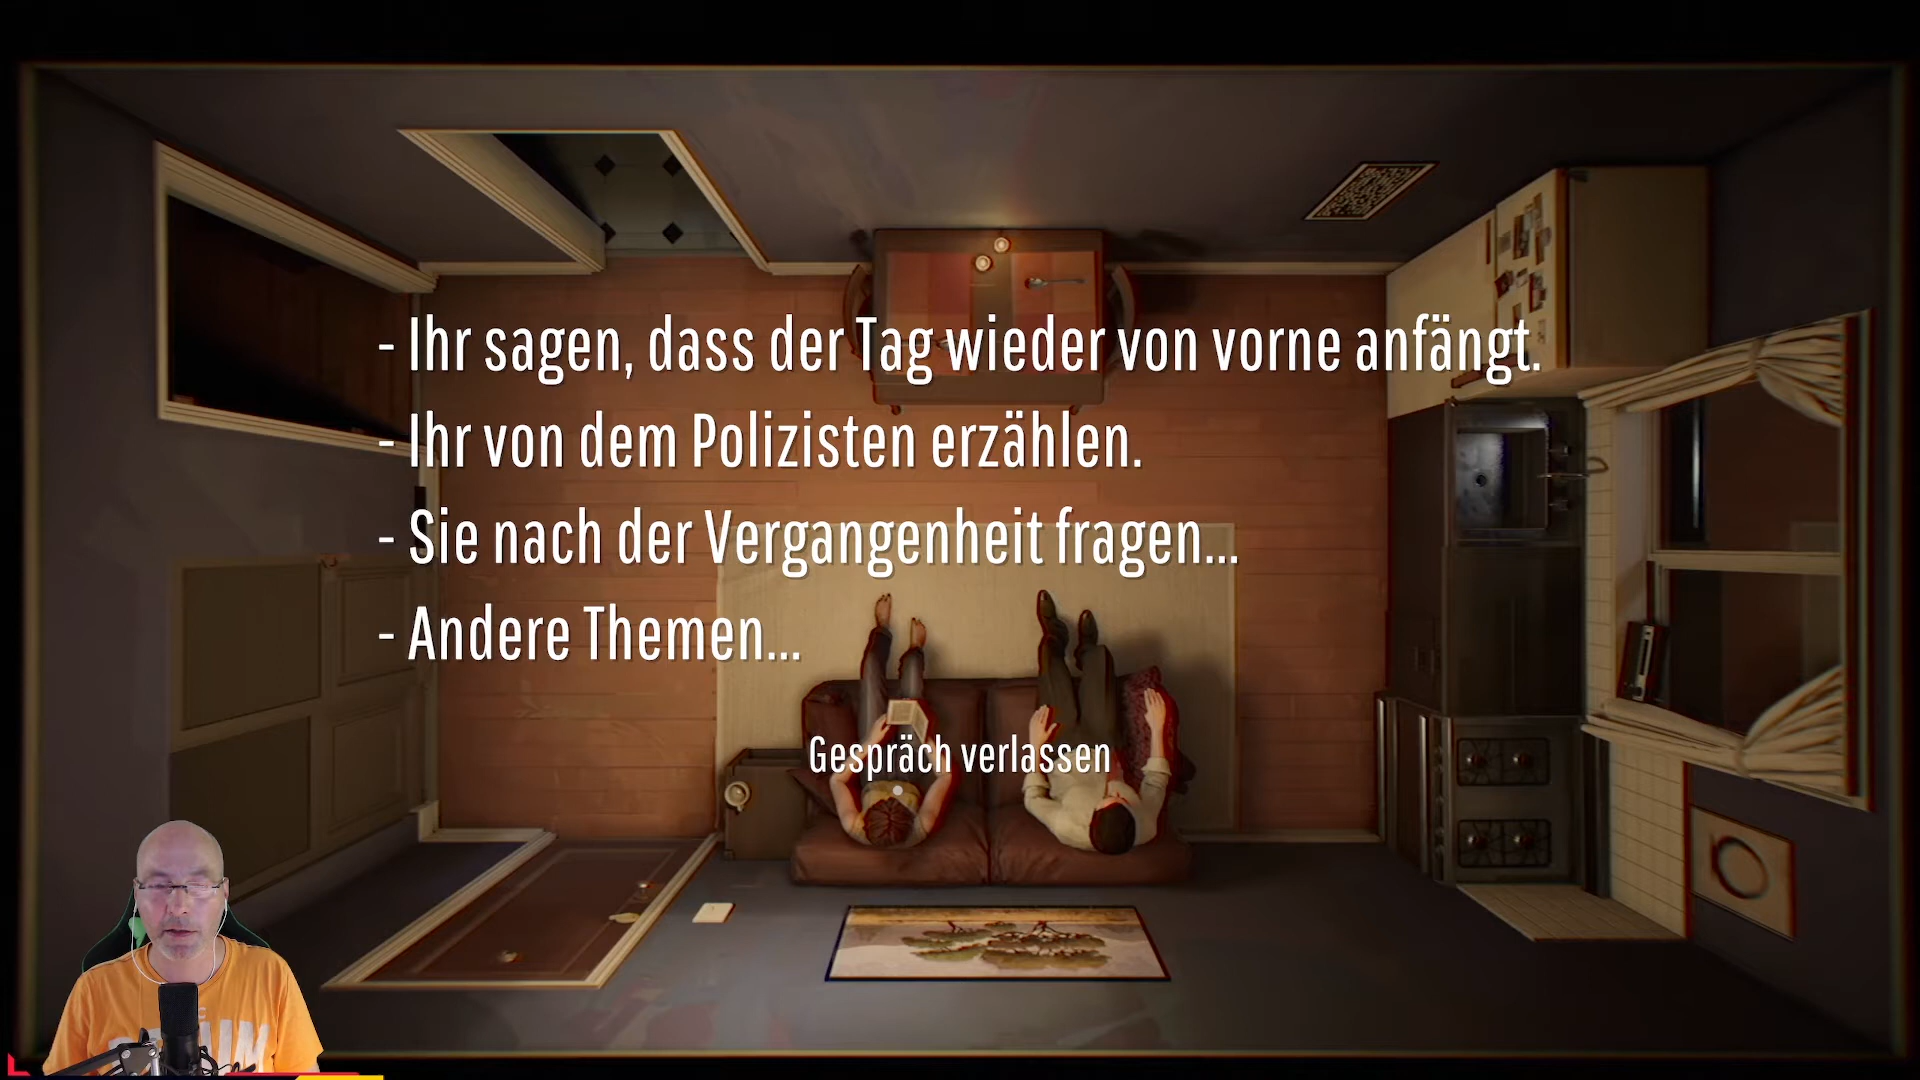 - Ihr sagen, dass der Tag wieder von vorne anfängt.
- Ihr von dem Polizisten erzählen.
- Sie nach der Vergangenheit fragen...
- Andere Themen...
Gespräch verlassen